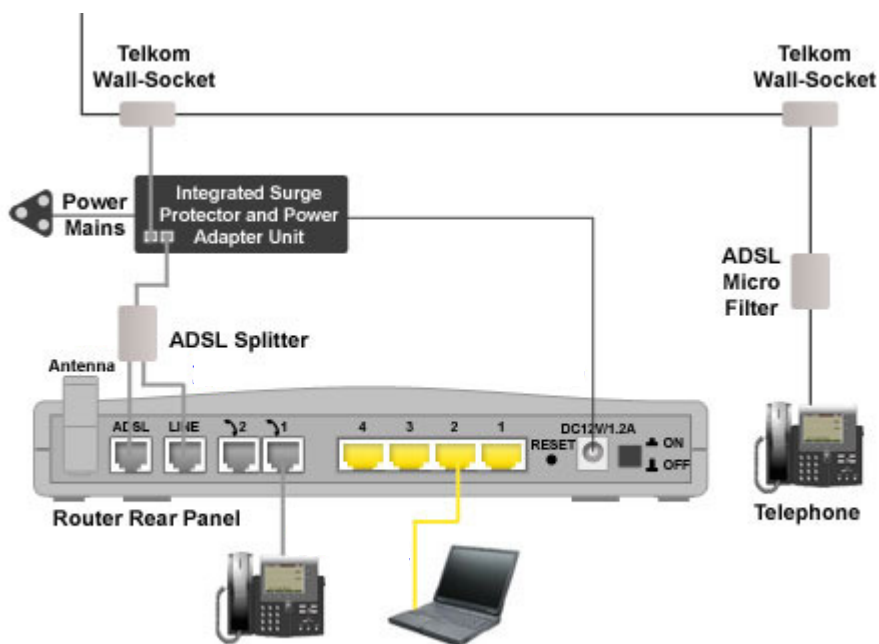 Telkom
Wall-Socket
Telkom
Wall-Socket
Power
Mains
Integrated Surge
Protector and Power
Adapter Unit
ADSL
Micro
Filter
ADSL Splitter
Antenna
ADSL LINE 2 1 4 3 2 1 DC12V/1.2A
RESET
ON
OFF
Router Rear Panel
Telephone